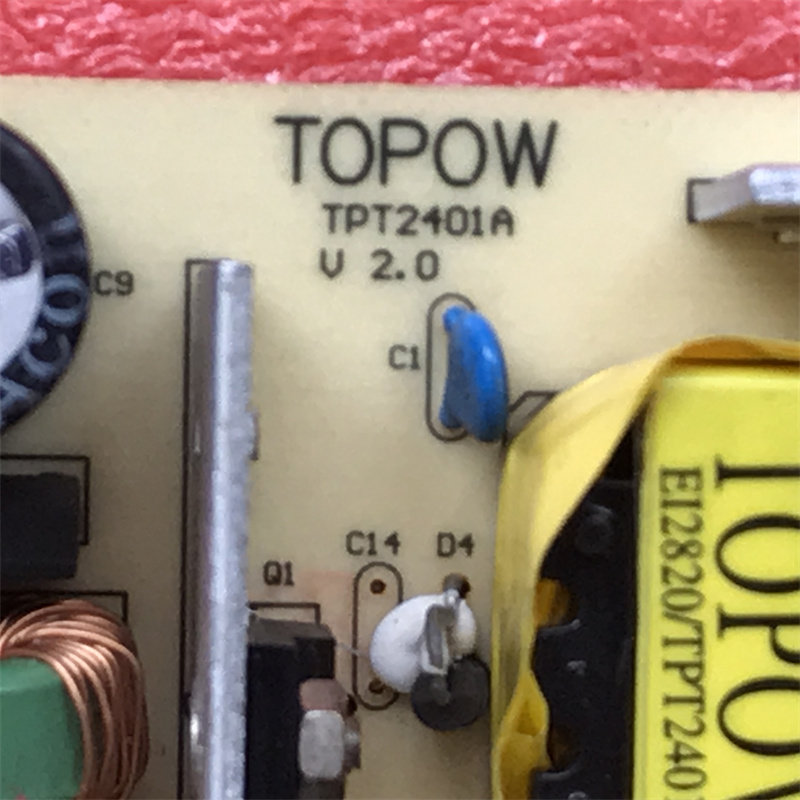 TOPOW
TPT2401A
V 2.0
C9
C1
C14 D4
Q1
TOPOW
EI2820/TPT240